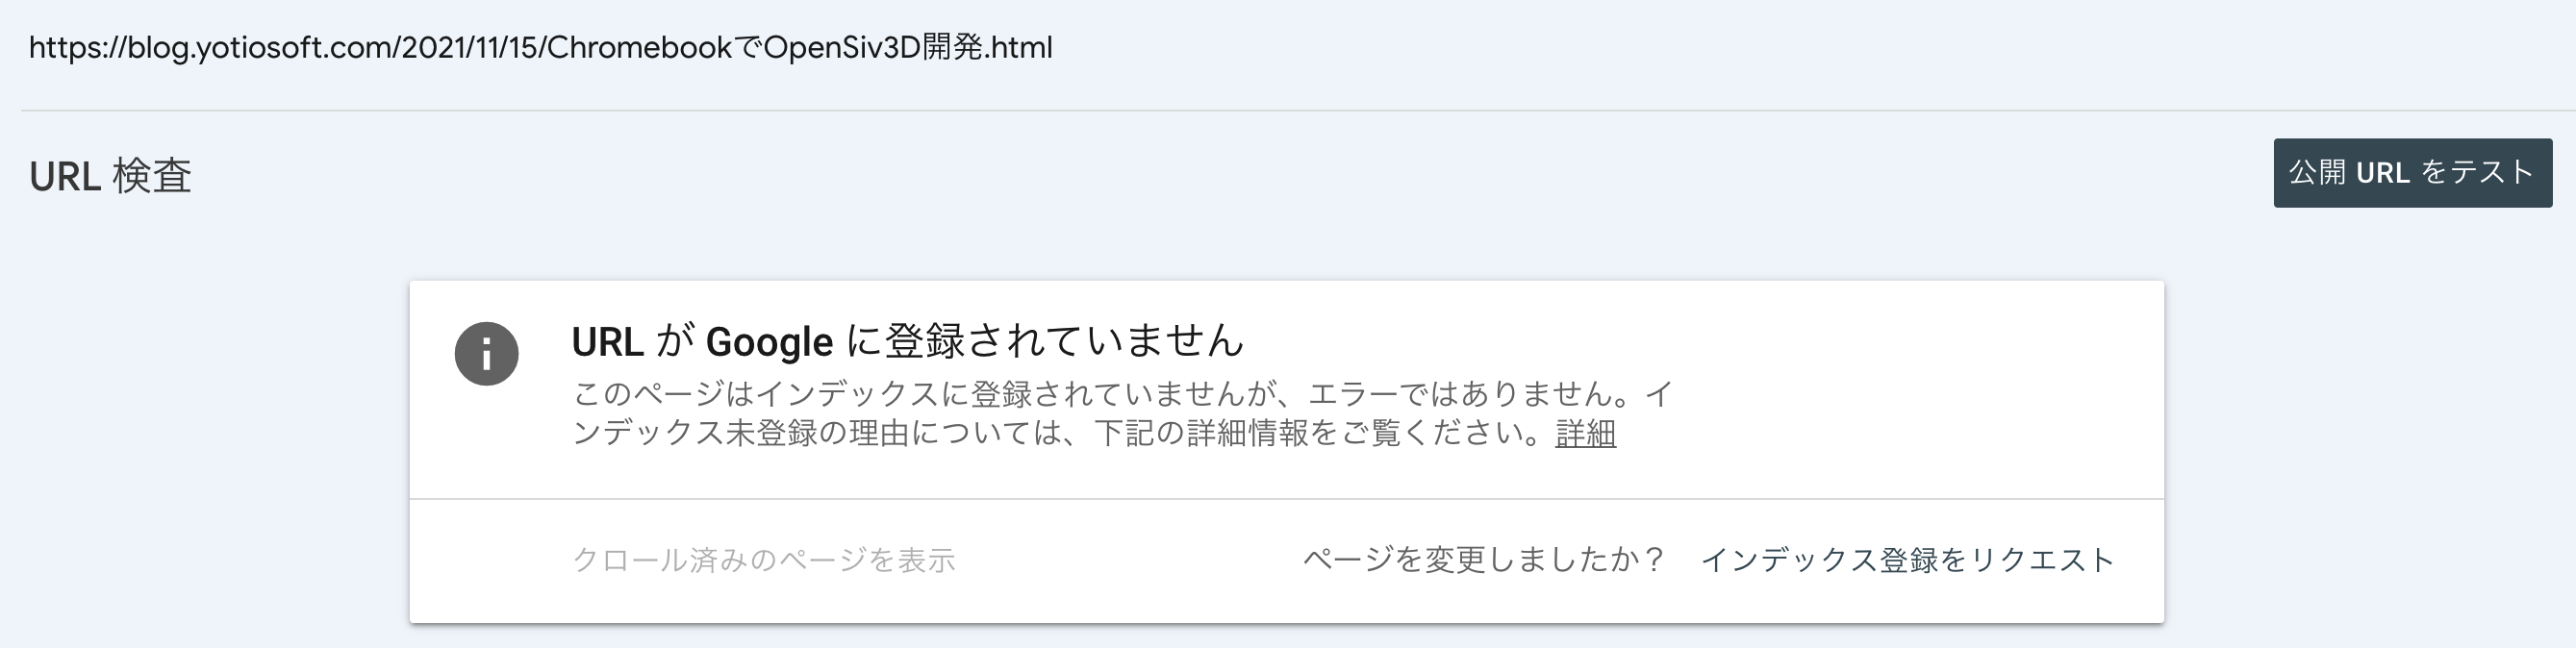 https://blog.yotiosoft.com/2021/11/15/ChromebookでOpenSiv3D開発.html
URL 検査
公開 URL をテスト
URL が Google に登録されていません
このページはインデックスに登録されていませんが、エラーではありません。イ
ンデックス未登録の理由については、下記の詳細情報をご覧ください。詳細
クロール済みのページを表示
ページを変更しましたか？ インデックス登録をリクエスト